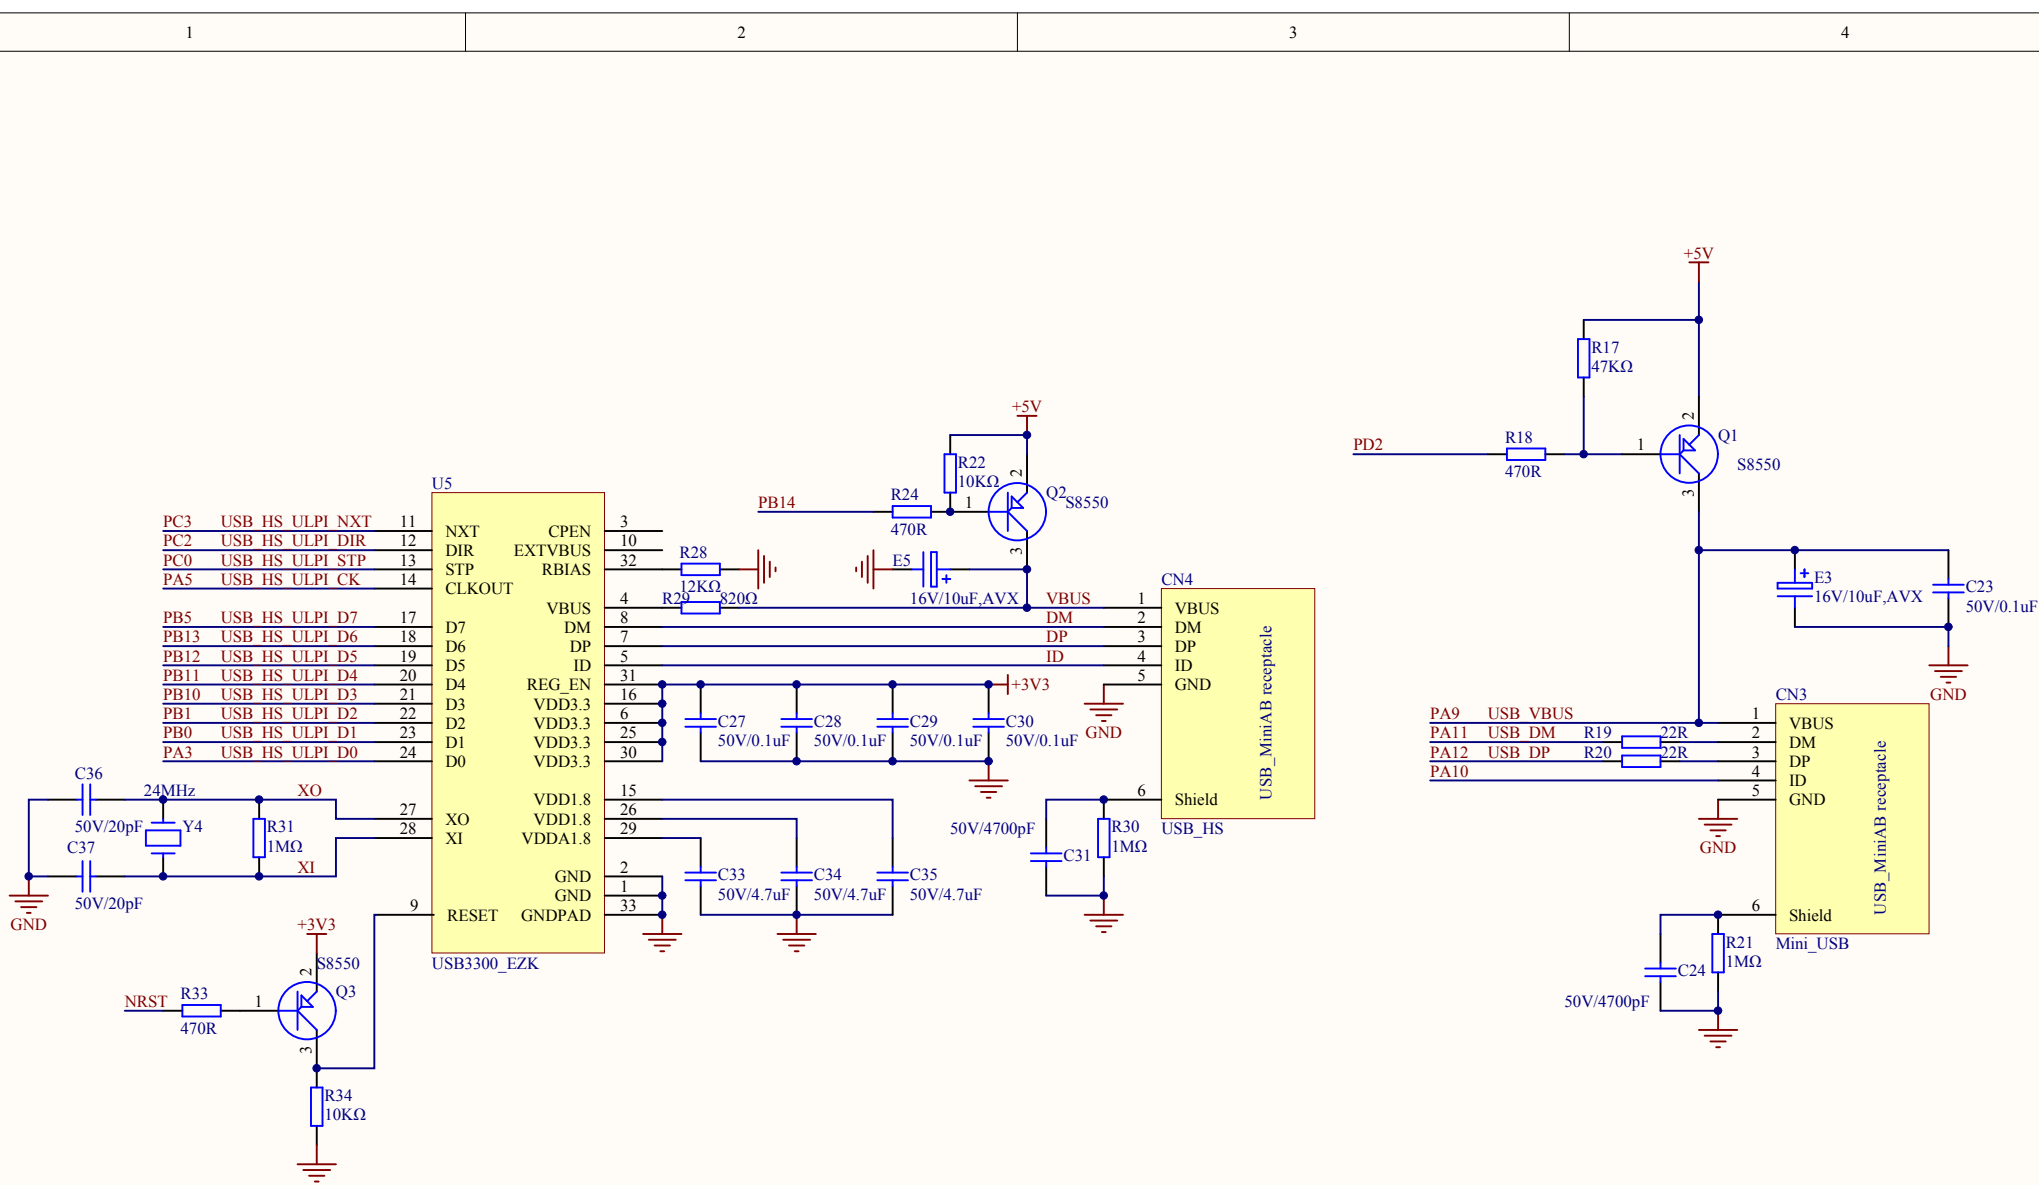 1 2 3 4
+5V
R17
47KΩ
PD2
R18
470R
1
2
3
Q1
S8550
E3
+
16V/10uF,AVX
C23
50V/0.1uF
GND
+5V
R22
10KΩ
PB14
R24
470R
1
2
3
Q2
S8550
E5
+
16V/10uF,AVX
U5
PC3 USB_HS_ULPI_NXT 11 NXT
PC2 USB_HS_ULPI_DIR 12 DIR
PC0 USB_HS_ULPI_STP 13 STP
PA5 USB_HS_ULPI_CK 14 CLKOUT
PB5 USB_HS_ULPI_D7 17 D7
PB13 USB_HS_ULPI_D6 18 D6
PB12 USB_HS_ULPI_D5 19 D5
PB11 USB_HS_ULPI_D4 20 D4
PB10 USB_HS_ULPI_D3 21 D3
PB1 USB_HS_ULPI_D2 22 D2
PB0 USB_HS_ULPI_D1 23 D1
PA3 USB_HS_ULPI_D0 24 D0
XO 27 XO
XI 28 XI
9 RESET
CPEN 3
EXTVBUS 10
RBIAS 32
VBUS 4
DM 8
DP 7
ID 5
REG_EN 31
VDD3.3 16
VDD3.3 6
VDD3.3 25
VDD3.3 30
VDD1.8 15
VDD1.8 26
VDDA1.8 29
GND 2
GND 1
GNDPAD 33
USB3300_EZK
R28
12KΩ
R29 820Ω
VBUS
DM
DP
ID
+3V3
C27
50V/0.1uF
C28
50V/0.1uF
C29
50V/0.1uF
C30
50V/0.1uF
C33
50V/4.7uF
C34
50V/4.7uF
C35
50V/4.7uF
C36
50V/20pF
24MHz
Y4
R31
1MΩ
C37
50V/20pF
GND
+3V3
S8550
Q3
NRST
R33
470R
1
2
3
R34
10KΩ
CN4
1 VBUS
2 DM
3 DP
4 ID
5 GND
6 Shield
USB_MiniAB receptacle
USB_HS
GND
50V/4700pF
C31
R30
1MΩ
CN3
PA9 USB_VBUS 1 VBUS
PA11 USB_DM R19 22R 2 DM
PA12 USB_DP R20 22R 3 DP
PA10 4 ID
5 GND
6 Shield
USB_MiniAB receptacle
Mini_USB
GND
R21
1MΩ
C24
50V/4700pF